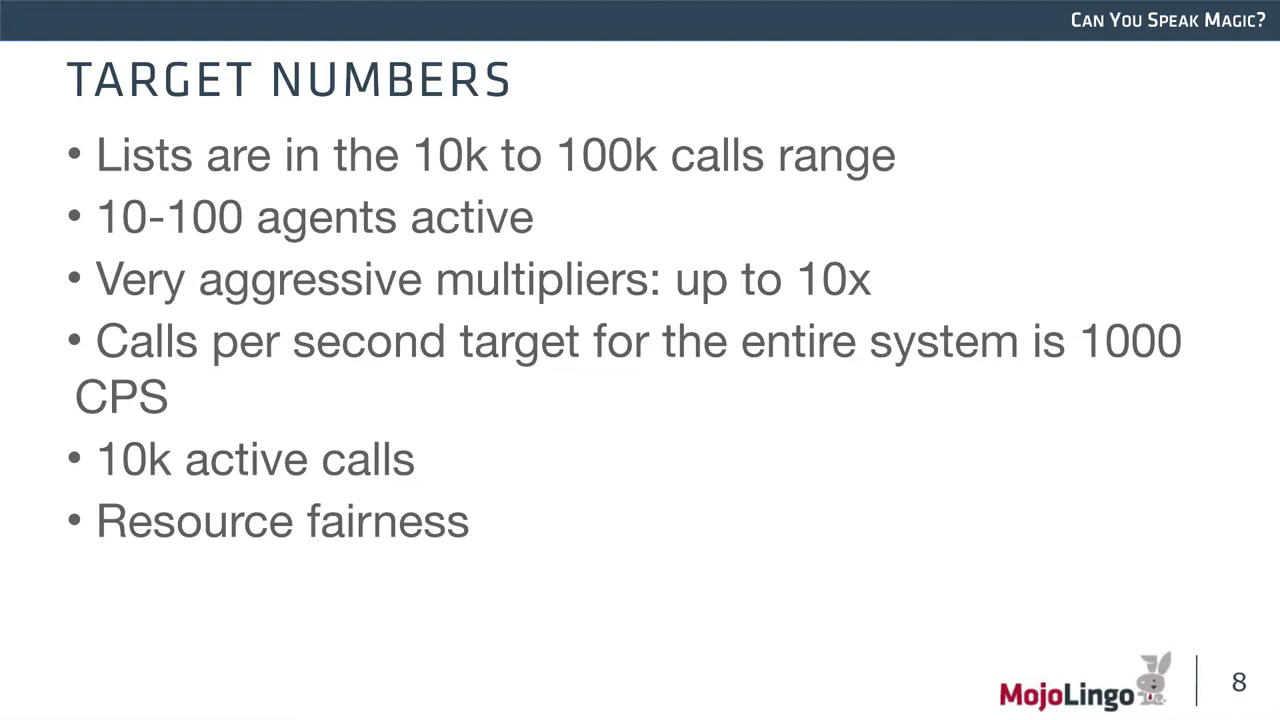 CAN YOU SPEAK MAGIC?
TARGET NUMBERS
• Lists are in the 10k to 100k calls range
• 10-100 agents active
• Very aggressive multipliers: up to 10x
• Calls per second target for the entire system is 1000
CPS
• 10k active calls
• Resource fairness
MojoLingo
8